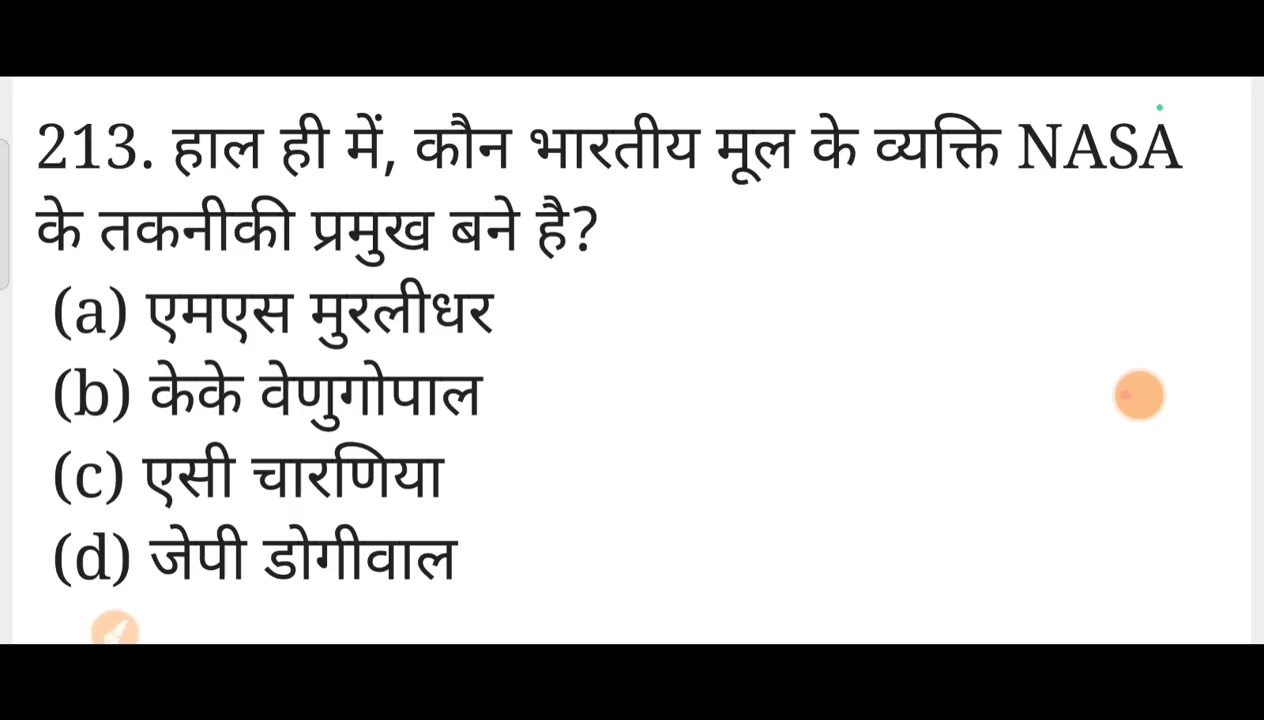 213. हाल ही में, कौन भारतीय मूल के व्यक्ति NASA
के तकनीकी प्रमुख बने है?
(a) एमएस मुरलीधर
(b) केके वेणुगोपाल
(c) एसी चारणिया
(d) जेपी डोगीवाल